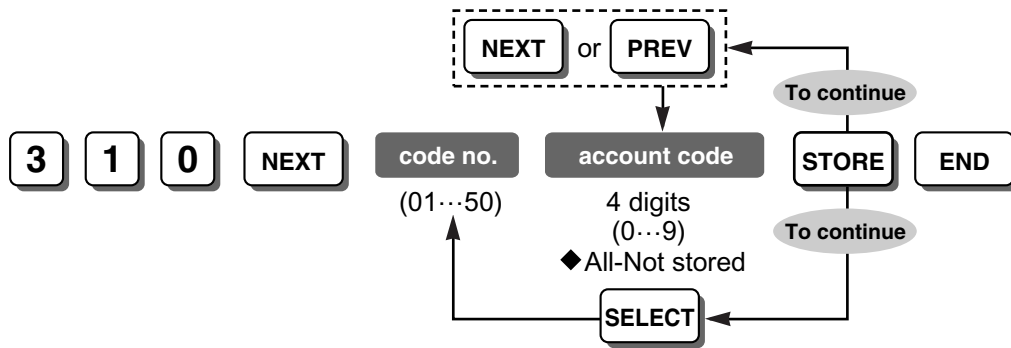 NEXT or PREV
To continue
3 1 0 NEXT code no. account code STORE END
(01···50)
4 digits
(0···9)
◆All-Not stored
To continue
SELECT